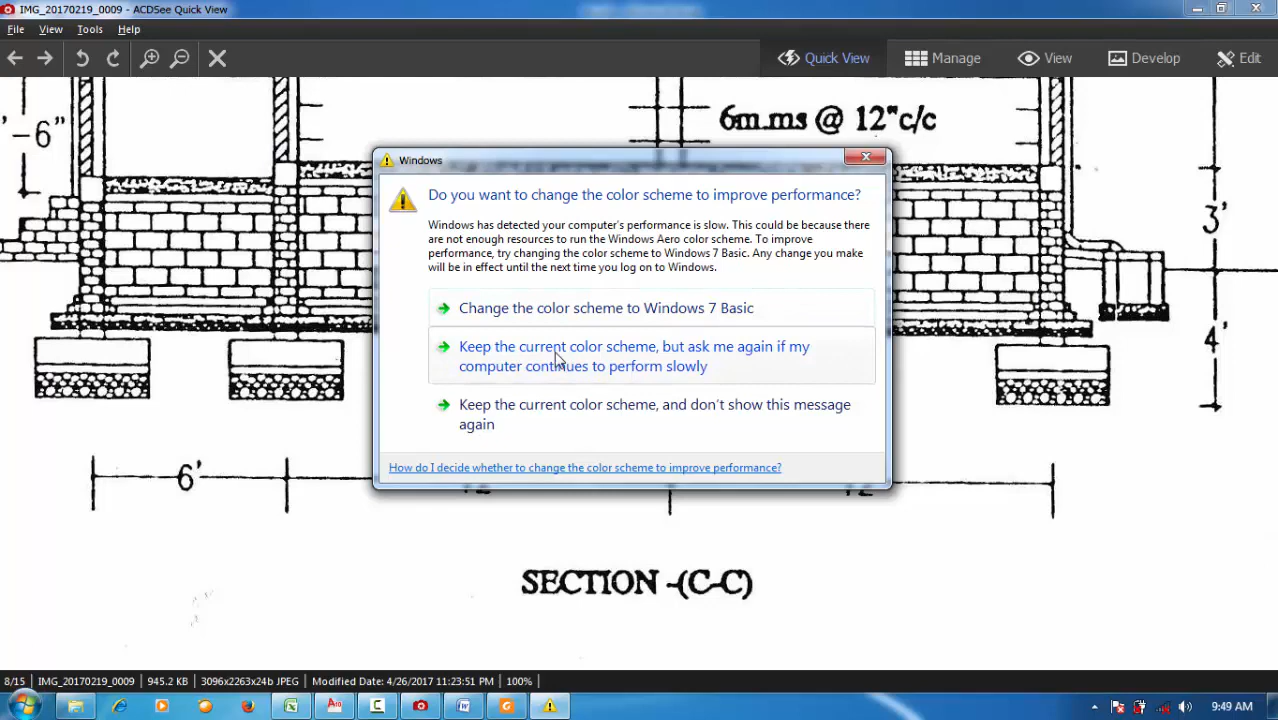 IMG_20170219_0009 - ACDSee Quick View
File View Tools Help
Quick View Manage View Develop Edit
'-6"
6m.ms @ 12"c/c
Windows
Do you want to change the color scheme to improve performance?
Windows has detected your computer's performance is slow. This could be because there
are not enough resources to run the Windows Aero color scheme. To improve
performance, try changing the color scheme to Windows 7 Basic. Any change you make
will be in effect until the next time you log on to Windows.
3'
Change the color scheme to Windows 7 Basic
Keep the current color scheme, but ask me again if my
computer continues to perform slowly
4'
Keep the current color scheme, and don't show this message
again
How do I decide whether to change the color scheme to improve performance?
6'
SECTION -(C-C)
8/15 IMG_20170219_0009 945.2 KB 3096x2263x24b JPEG Modified Date: 4/26/2017 11:23:51 PM 100%
9:49 AM